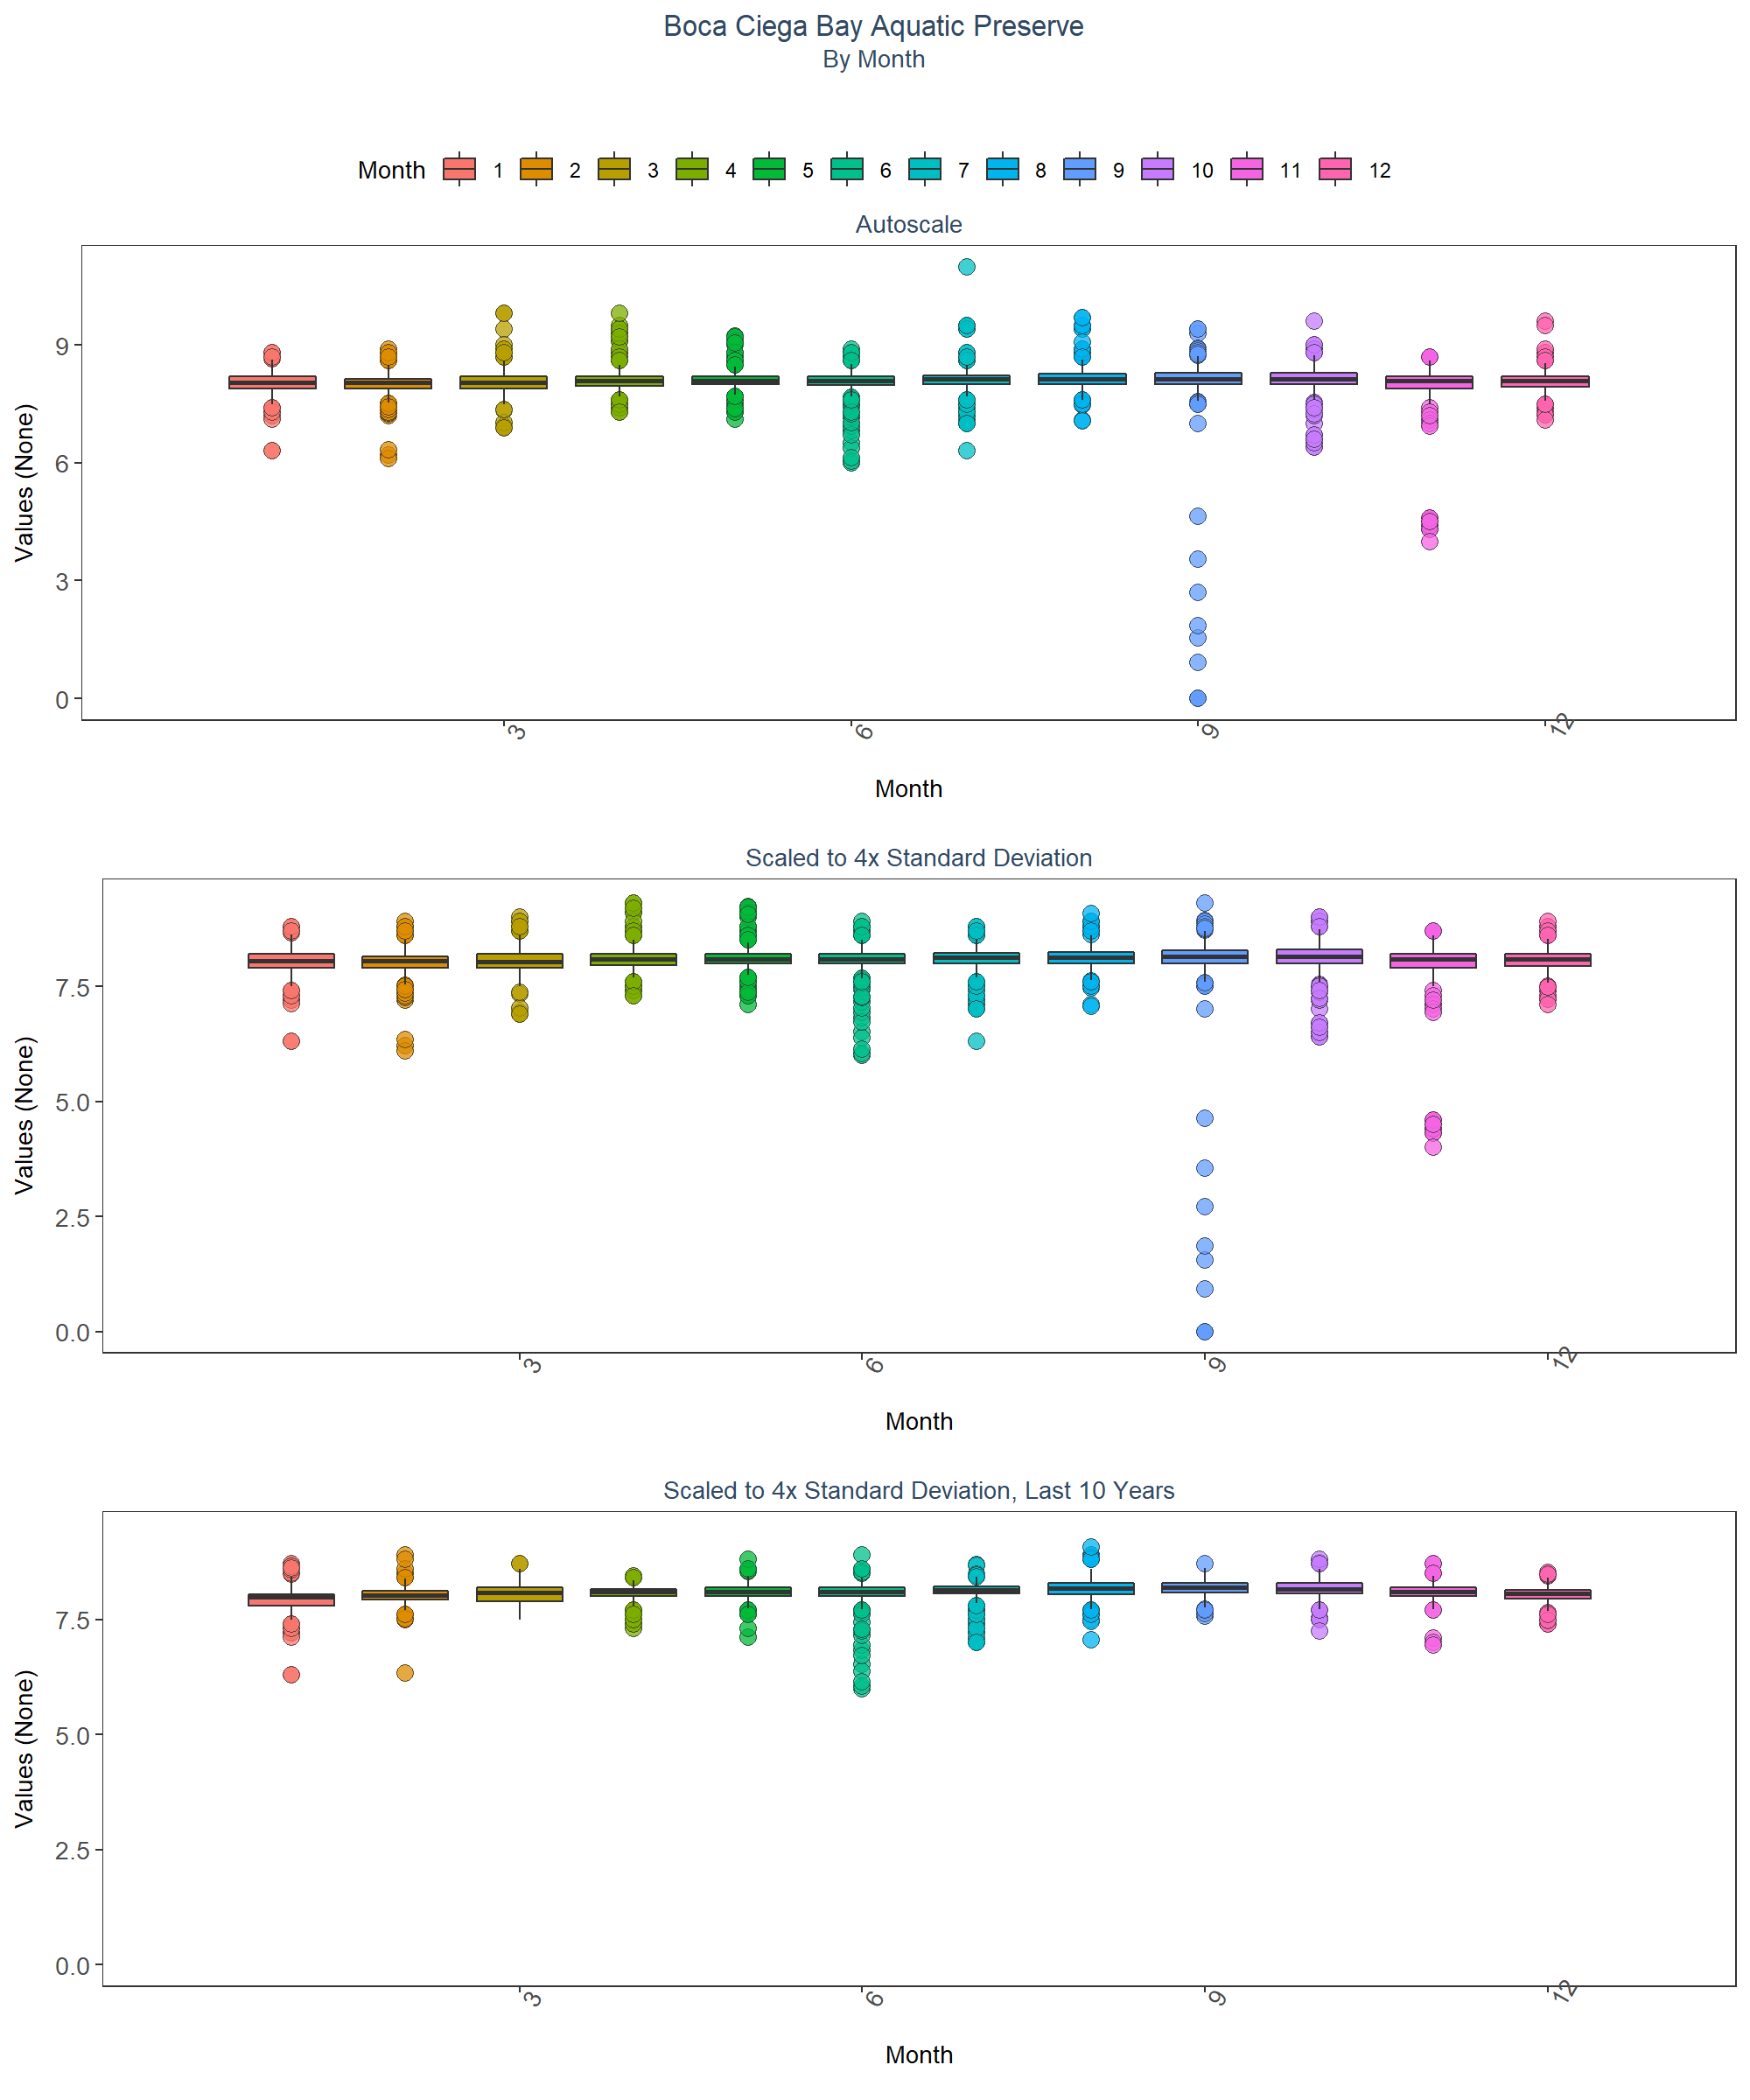 Boca Ciega Bay Aquatic Preserve
By Month
Month 1 2 3 4 5 6 7 8 9 10 11 12
Autoscale
Values (None)
9
6
3
0
3 6 9 12
Month
Scaled to 4x Standard Deviation
Values (None)
7.5
5.0
2.5
0.0
3 6 9 12
Month
Scaled to 4x Standard Deviation, Last 10 Years
Values (None)
7.5
5.0
2.5
0.0
3 6 9 12
Month